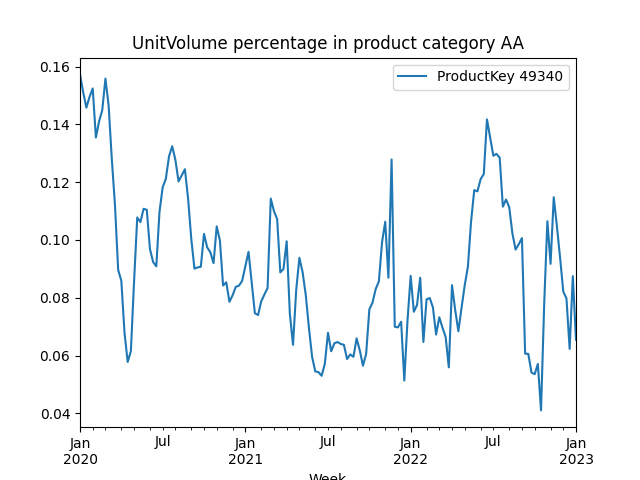 UnitVolume percentage in product category AA
ProductKey 49340
0.16
0.14
0.12
0.10
0.08
0.06
0.04
Jan Jul Jan Jul Jan Jul Jan
2020 2021 2022 2023
Week